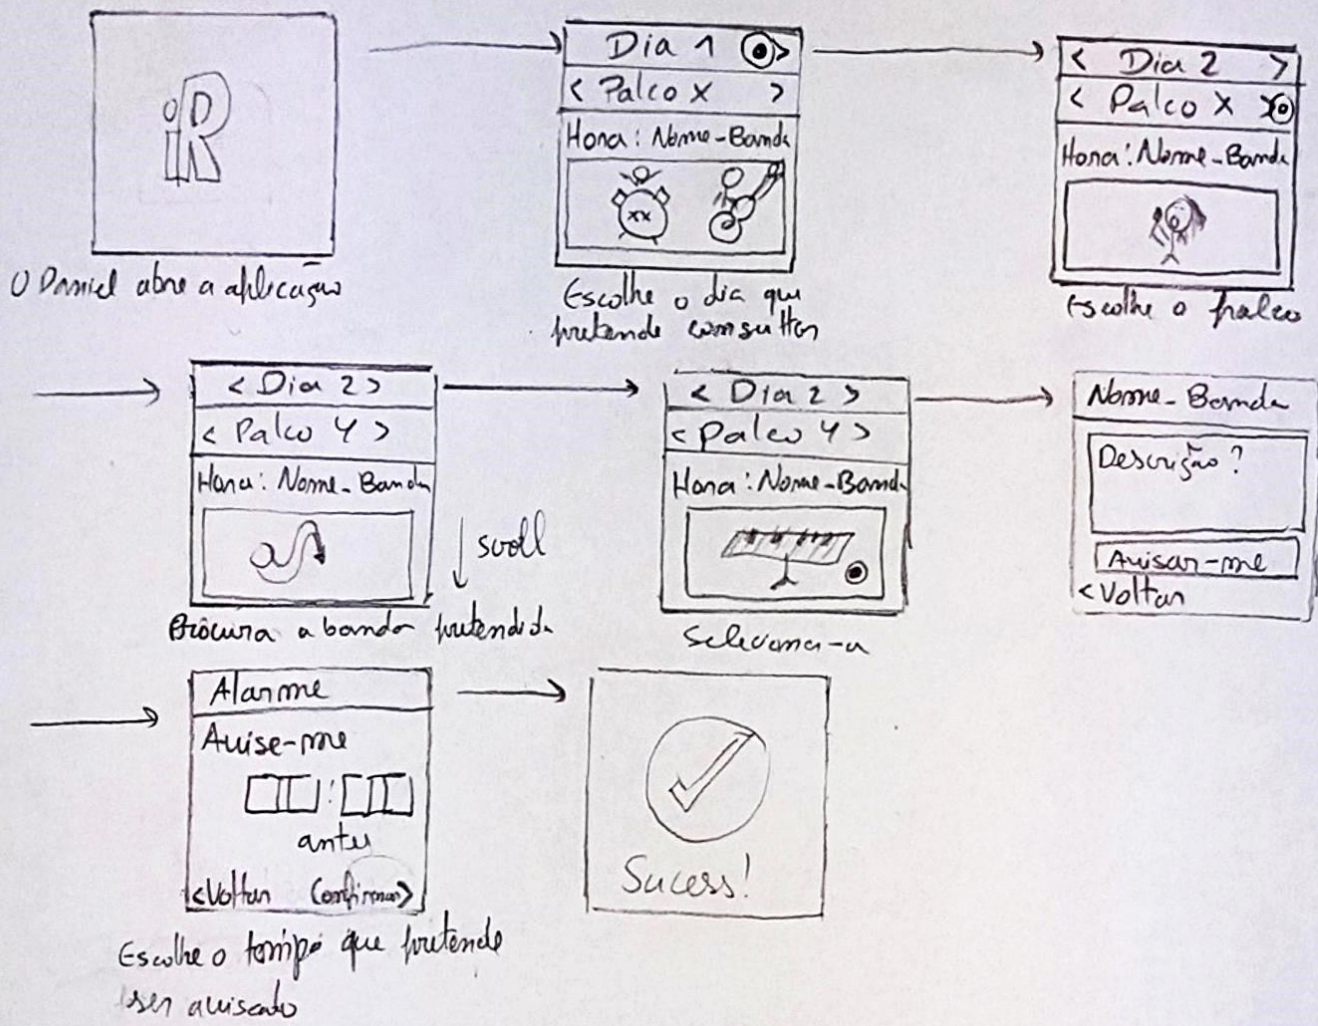 iR
O Daniel abre a aplicação
Dia 1 >
< Palco X >
Hora: Nome-Banda
xx
Escolhe o dia que
pretende consultar
< Dia 2 >
< Palco X >
Hora: Nome-Banda
Escolhe o palco
< Dia 2 >
< Palco Y >
Hora: Nome-Banda
scroll
Procura a banda pretendida
< Dia 2 >
< Palco Y >
Hora: Nome-Banda
Seleciona-a
Nome-Banda
Descrição?
Avisar-me
< Voltar
Alarme
Avise-me
:
antes
< Voltar Confirmar >
Escolhe o tempo que pretende
ser avisado
Sucess!